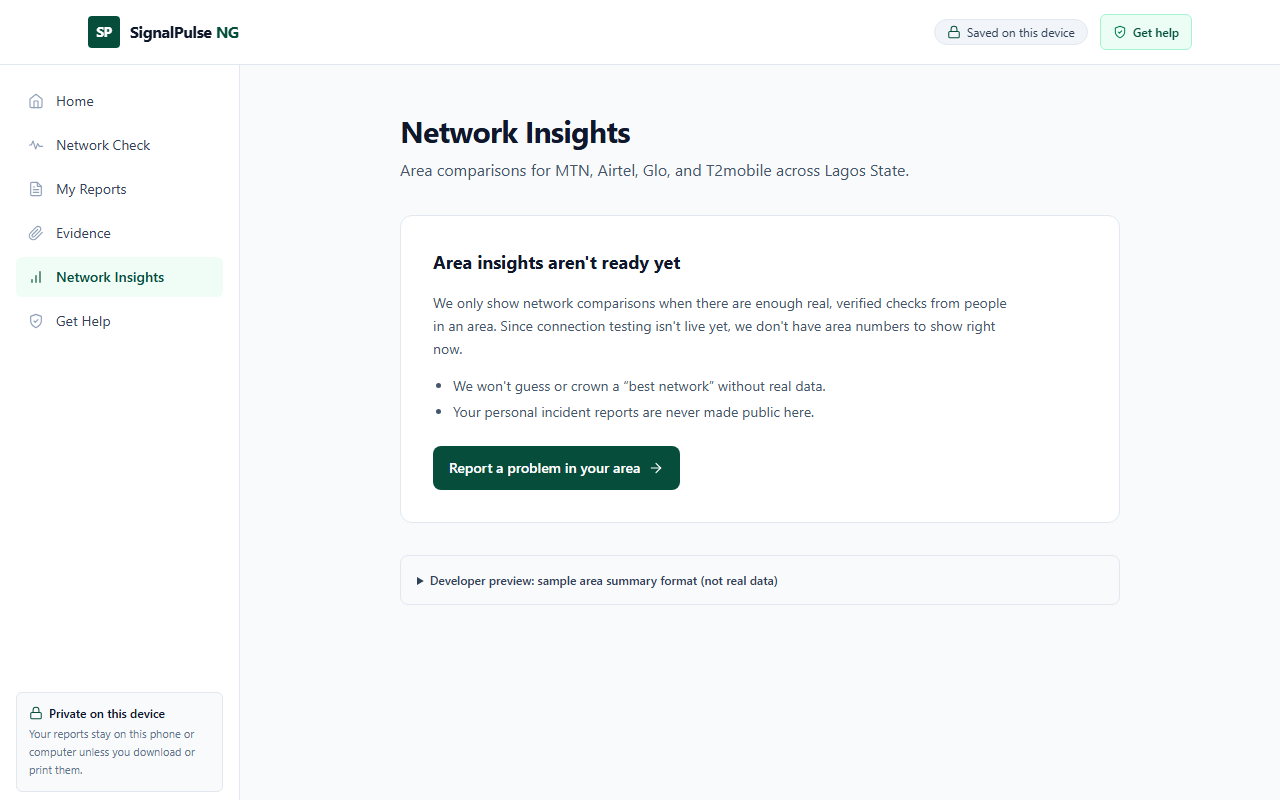 SP SignalPulse NG
Saved on this device
Get help
Home
Network Check
My Reports
Evidence
Network Insights
Get Help
Private on this device
Your reports stay on this phone or
computer unless you download or
print them.
Network Insights
Area comparisons for MTN, Airtel, Glo, and T2mobile across Lagos State.
Area insights aren't ready yet
We only show network comparisons when there are enough real, verified checks from people
in an area. Since connection testing isn't live yet, we don't have area numbers to show right
now.
• We won't guess or crown a “best network” without real data.
• Your personal incident reports are never made public here.
Report a problem in your area →
▶ Developer preview: sample area summary format (not real data)